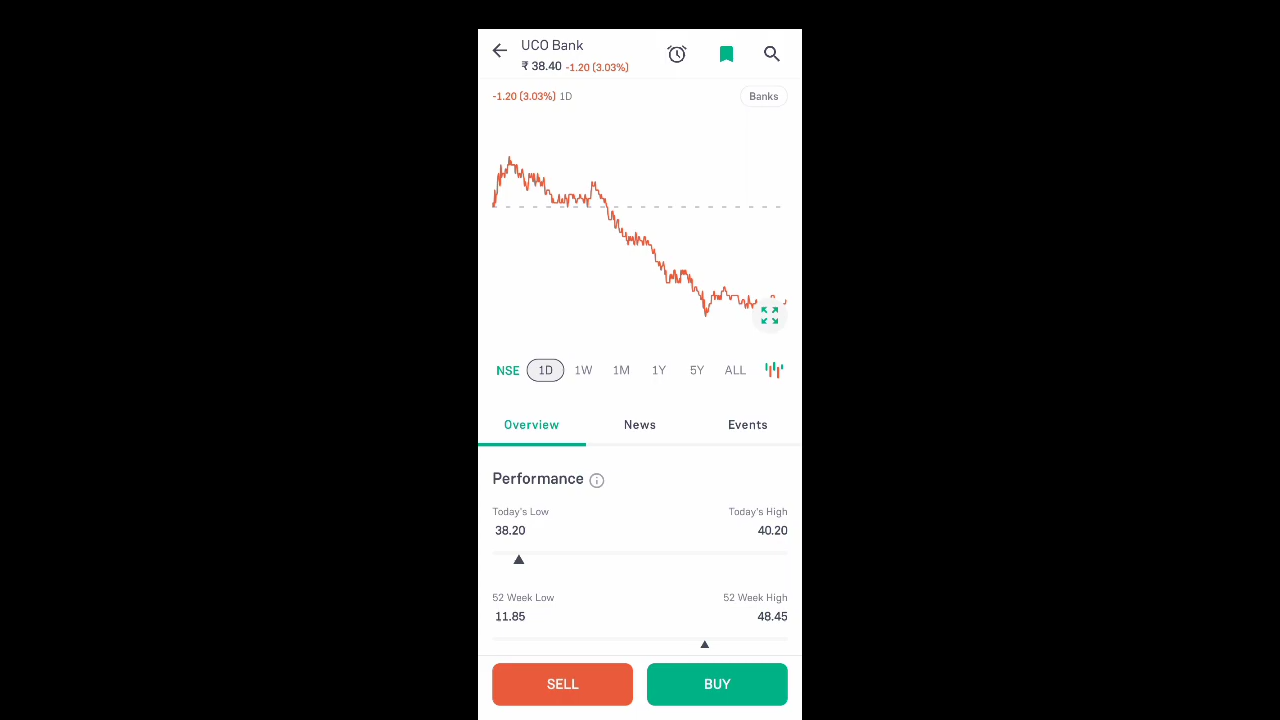 UCO Bank
₹ 38.40 -1.20 (3.03%)
-1.20 (3.03%) 1D
Banks
NSE 1D 1W 1M 1Y 5Y ALL
Overview News Events
Performance
Today's Low Today's High
38.20 40.20
52 Week Low 52 Week High
11.85 48.45
SELL BUY